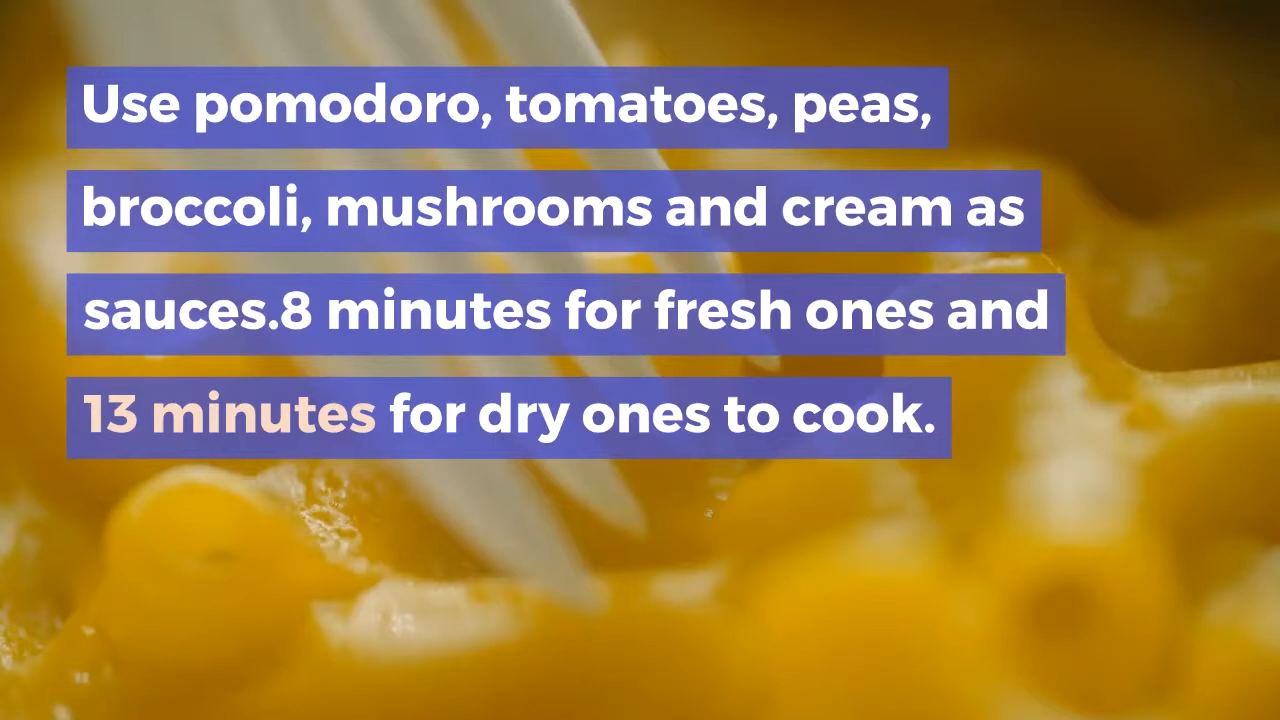 Use pomodoro, tomatoes, peas,
broccoli, mushrooms and cream as
sauces.8 minutes for fresh ones and
13 minutes for dry ones to cook.